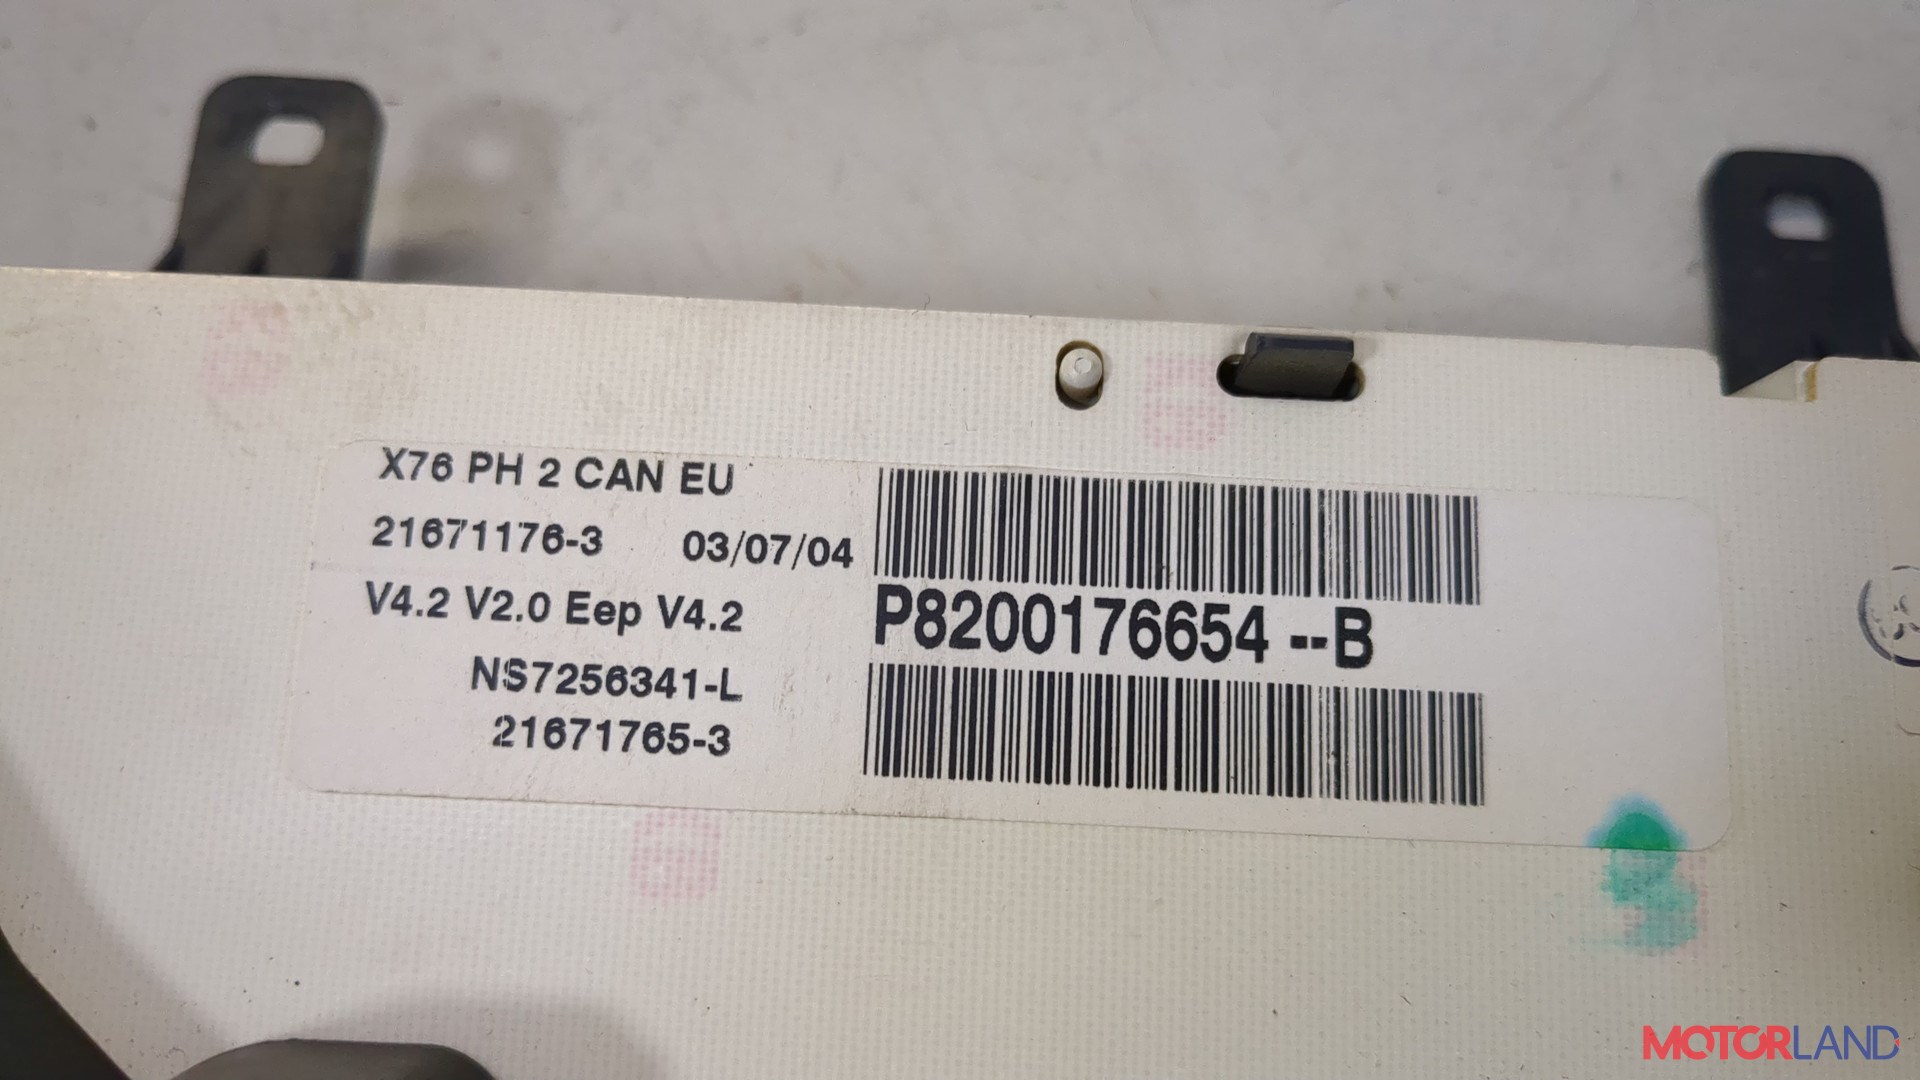 X76 PH 2 CAN EU
21671176-3 03/07/04
V4.2 V2.0 Eep V4.2
P8200176654 --B
NS7256341-L
21671765-3
MOTORLAND